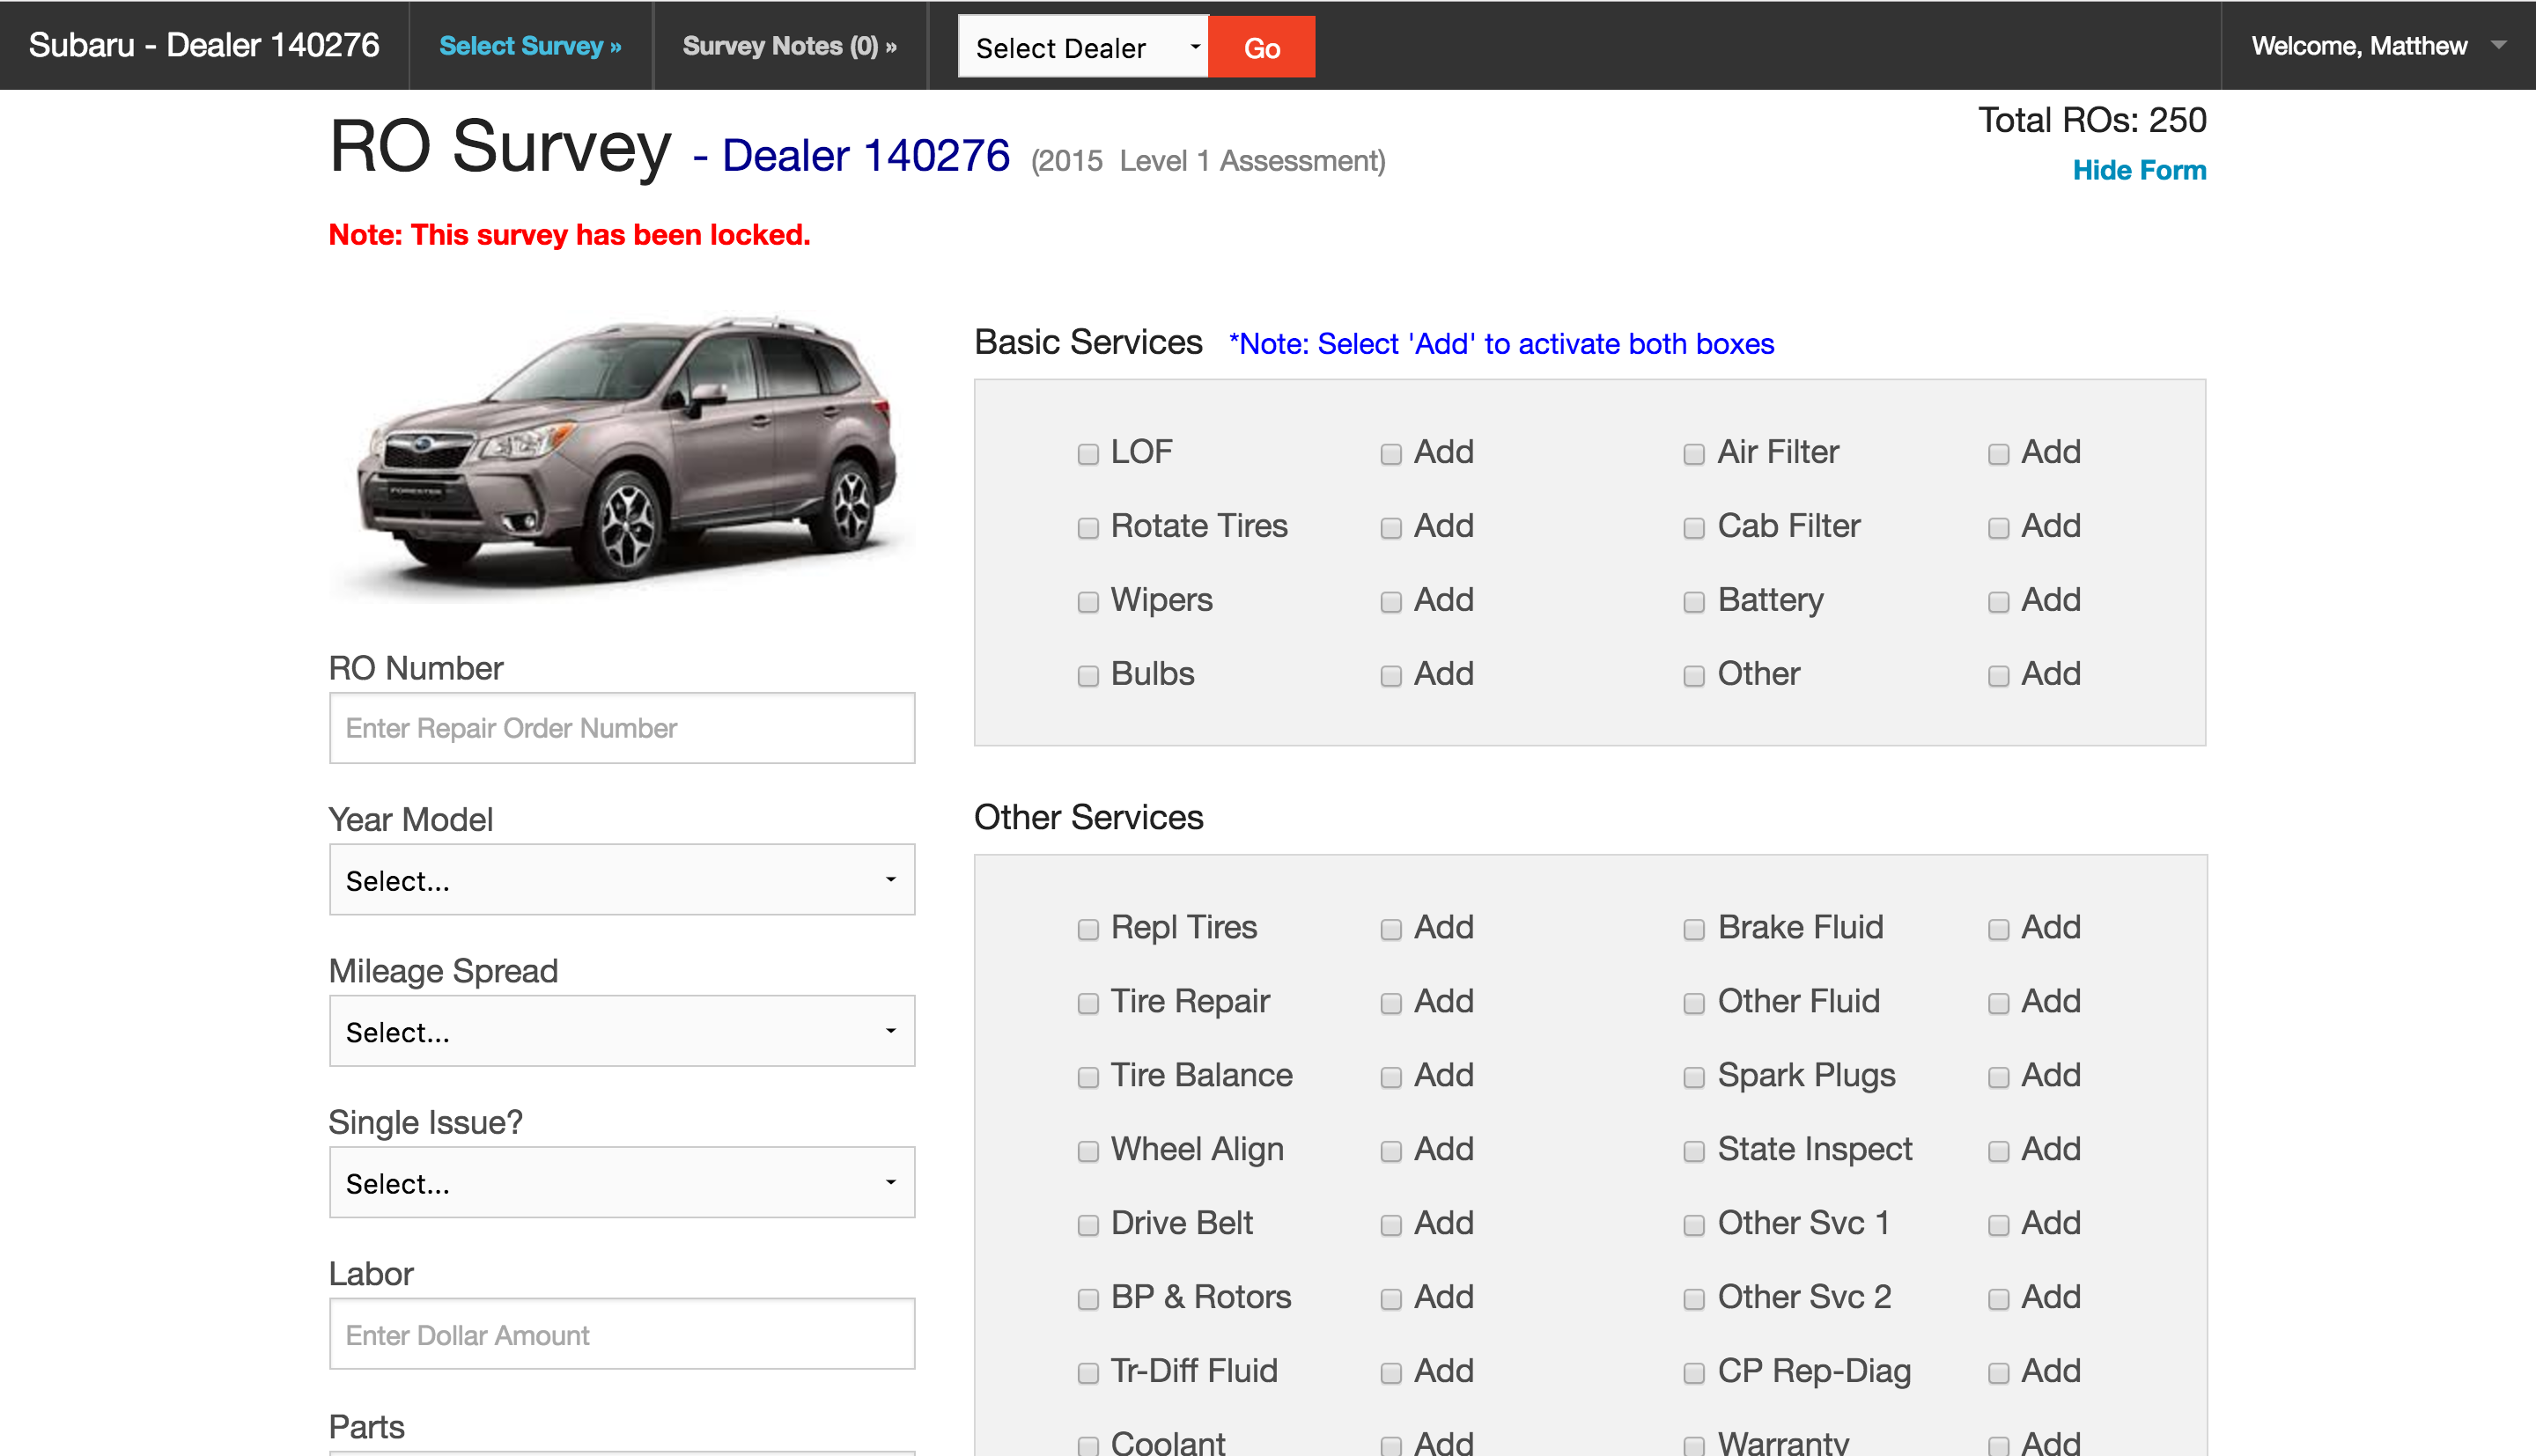 Subaru - Dealer 140276 Select Survey » Survey Notes (0) » Select Dealer Go Welcome, Matthew
RO Survey - Dealer 140276 (2015 Level 1 Assessment)
Total ROs: 250
Hide Form
Note: This survey has been locked.
FORESTER
RO Number
Enter Repair Order Number
Year Model
Select...
Mileage Spread
Select...
Single Issue?
Select...
Labor
Enter Dollar Amount
Parts
Basic Services *Note: Select 'Add' to activate both boxes
LOF Add Air Filter Add
Rotate Tires Add Cab Filter Add
Wipers Add Battery Add
Bulbs Add Other Add
Other Services
Repl Tires Add Brake Fluid Add
Tire Repair Add Other Fluid Add
Tire Balance Add Spark Plugs Add
Wheel Align Add State Inspect Add
Drive Belt Add Other Svc 1 Add
BP & Rotors Add Other Svc 2 Add
Tr-Diff Fluid Add CP Rep-Diag Add
Coolant Add Warranty Add